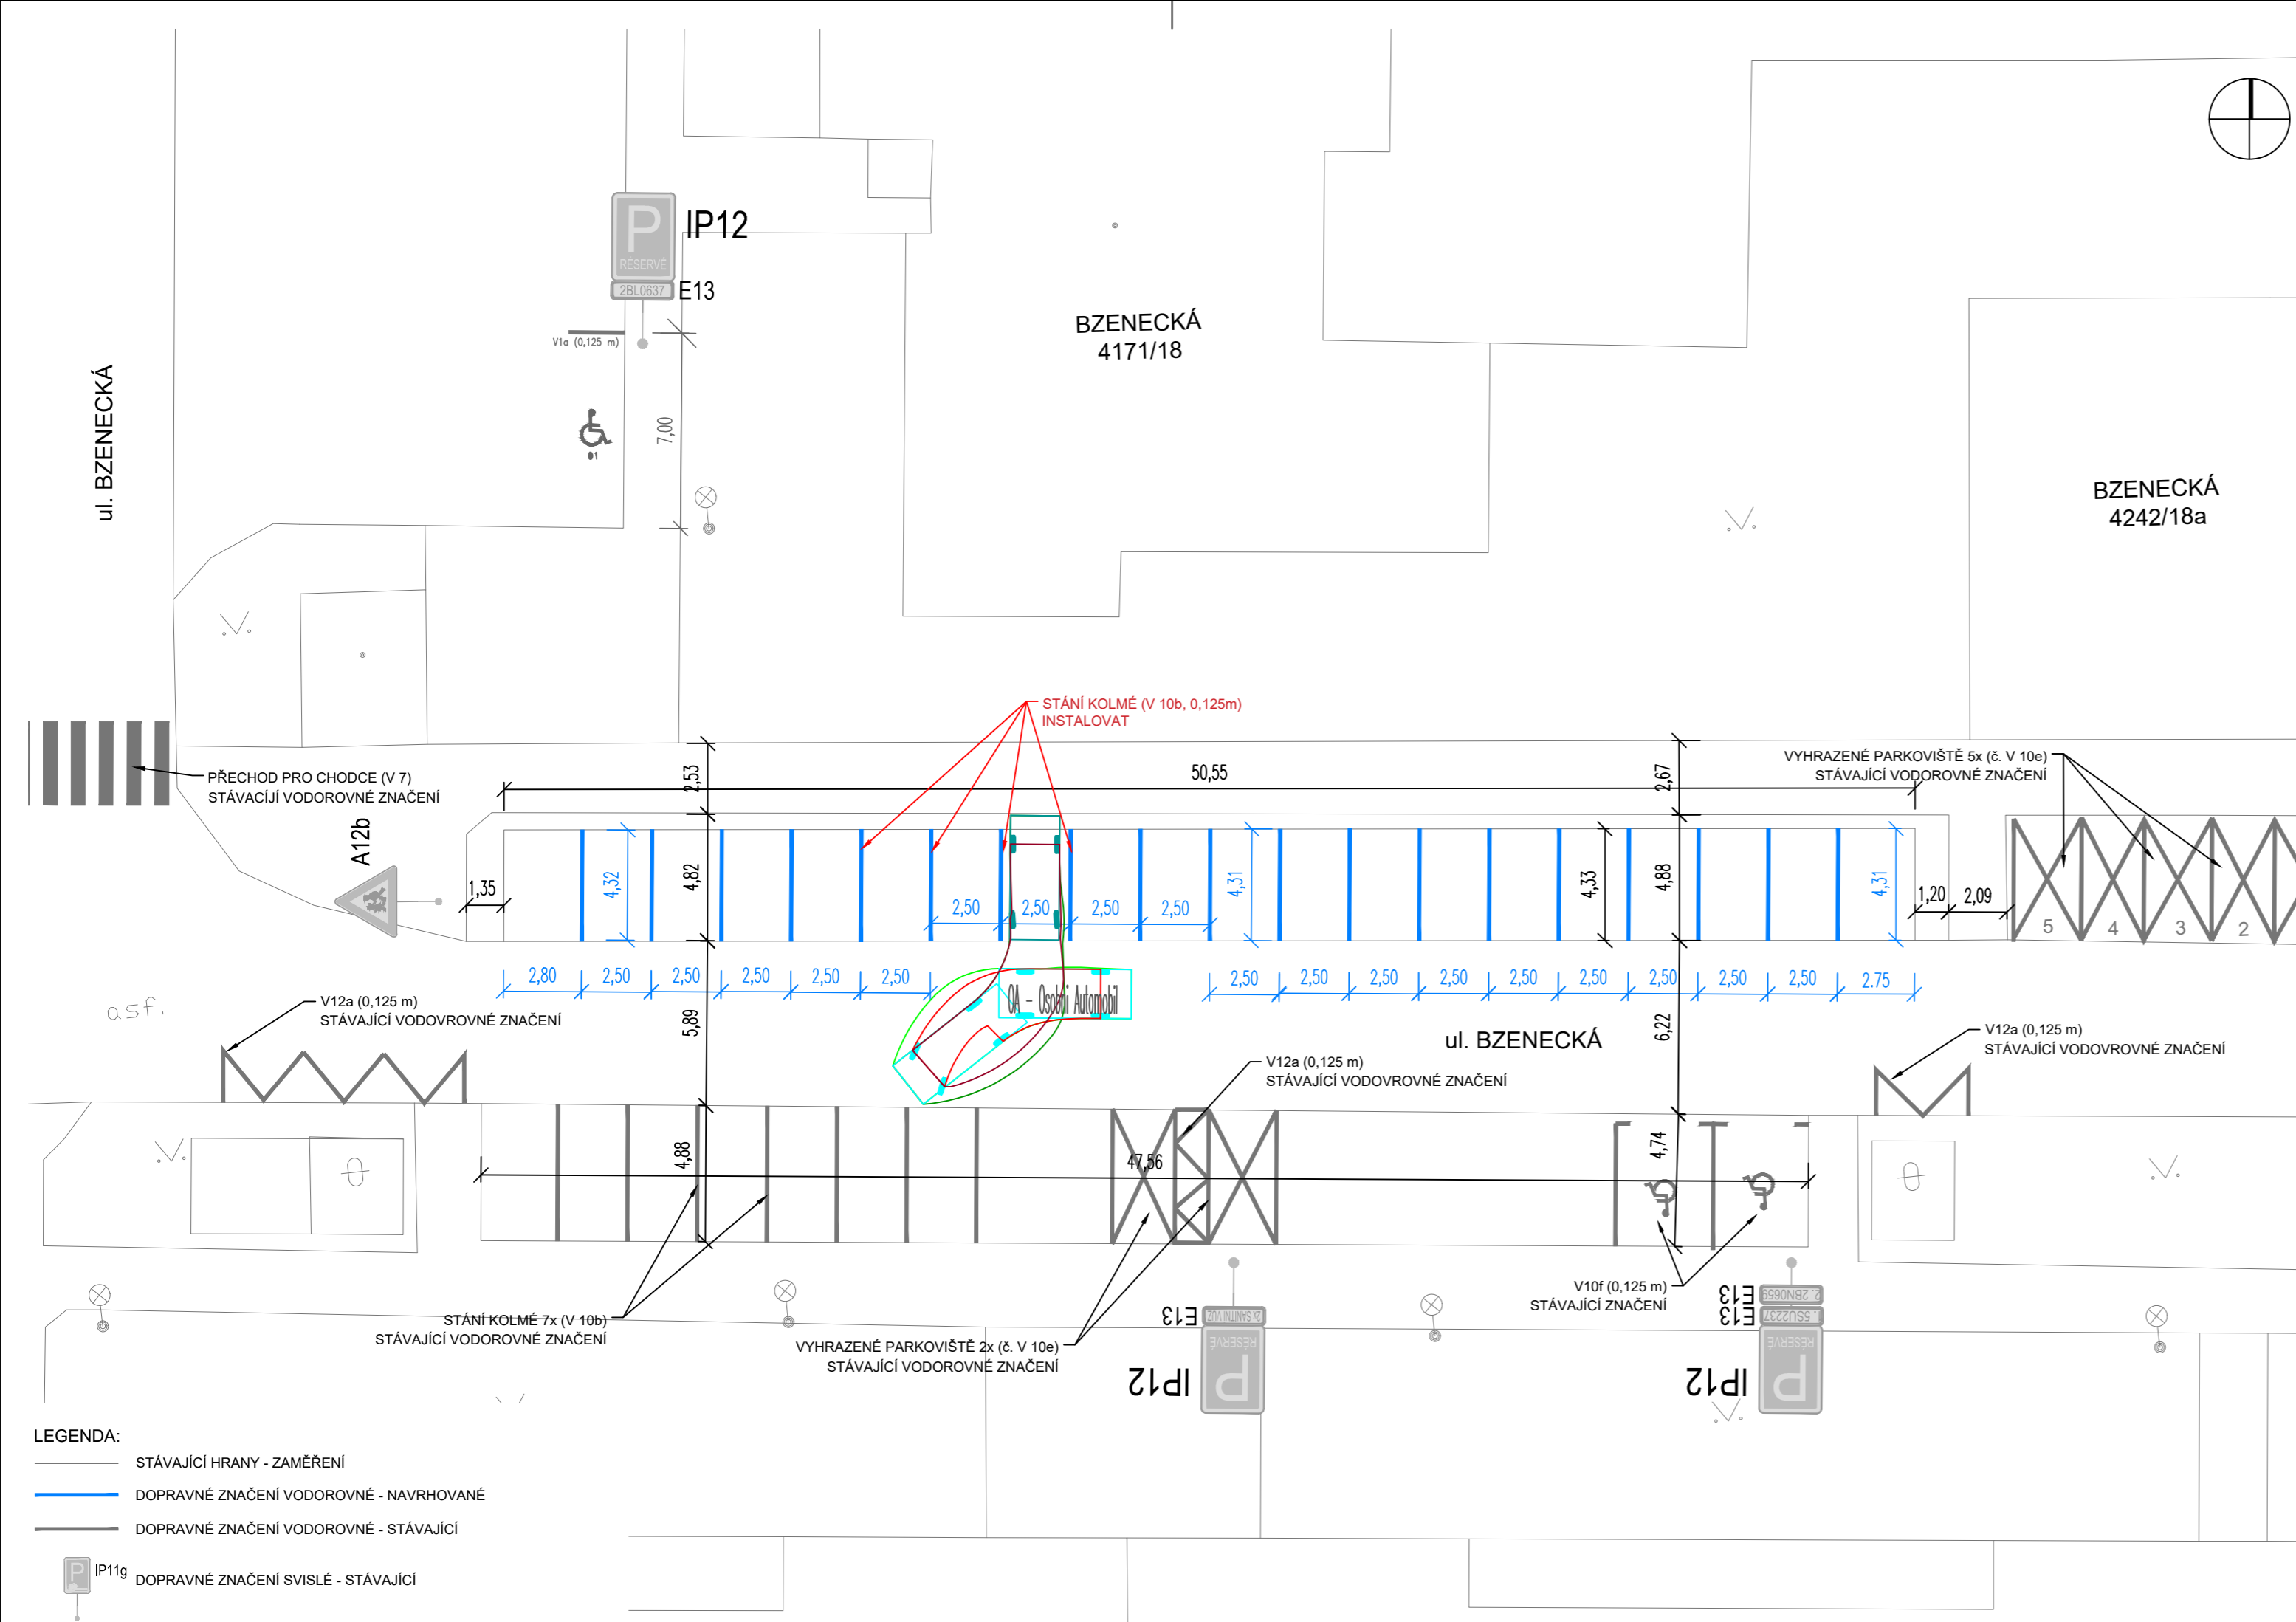 IP12
P
RÉSERVÉ
2BL0637
E13
V1a (0,125 m)
7,00
BZENECKÁ
4171/18
ul. BZENECKÁ
BZENECKÁ
4242/18a
STÁNÍ KOLMÉ (V 10b, 0,125m)
INSTALOVAT
PŘECHOD PRO CHODCE (V 7)
STÁVACÍJÍ VODOROVNÉ ZNAČENÍ
2,53
50,55
2,67
VYHRAZENÉ PARKOVIŠTĚ 5x (č. V 10e)
STÁVAJÍCÍ VODOROVNÉ ZNAČENÍ
A12b
1,35
4,32
4,82
4,31
4,33
4,88
4,31
1,20
2,09
2,50
2,50
2,50
2,50
5
4
3
2
2,80
2,50
2,50
2,50
2,50
2,50
2,50
2,50
2,50
2,50
2,50
2,50
2,50
2,50
2,50
2.75
OA - Osobní Automobil
asf.
V12a (0,125 m)
STÁVAJÍCÍ VODOVROVNÉ ZNAČENÍ
5,89
6,22
ul. BZENECKÁ
V12a (0,125 m)
STÁVAJÍCÍ VODOVROVNÉ ZNAČENÍ
V12a (0,125 m)
STÁVAJÍCÍ VODOVROVNÉ ZNAČENÍ
4,88
47,56
4,74
STÁNÍ KOLMÉ 7x (V 10b)
STÁVAJÍCÍ VODOROVNÉ ZNAČENÍ
VYHRAZENÉ PARKOVIŠTĚ 2x (č. V 10e)
STÁVAJÍCÍ VODOROVNÉ ZNAČENÍ
V10f (0,125 m)
STÁVAJÍCÍ ZNAČENÍ
E13
RÉSERVÉ
P
IP12
E13
2. 2BN0659
E13
1. 5SU2237
RÉSERVÉ
P
IP12
LEGENDA:
STÁVAJÍCÍ HRANY - ZAMĚŘENÍ
DOPRAVNÉ ZNAČENÍ VODOROVNÉ - NAVRHOVANÉ
DOPRAVNÉ ZNAČENÍ VODOROVNÉ - STÁVAJÍCÍ
P
IP11g
DOPRAVNÉ ZNAČENÍ SVISLÉ - STÁVAJÍCÍ